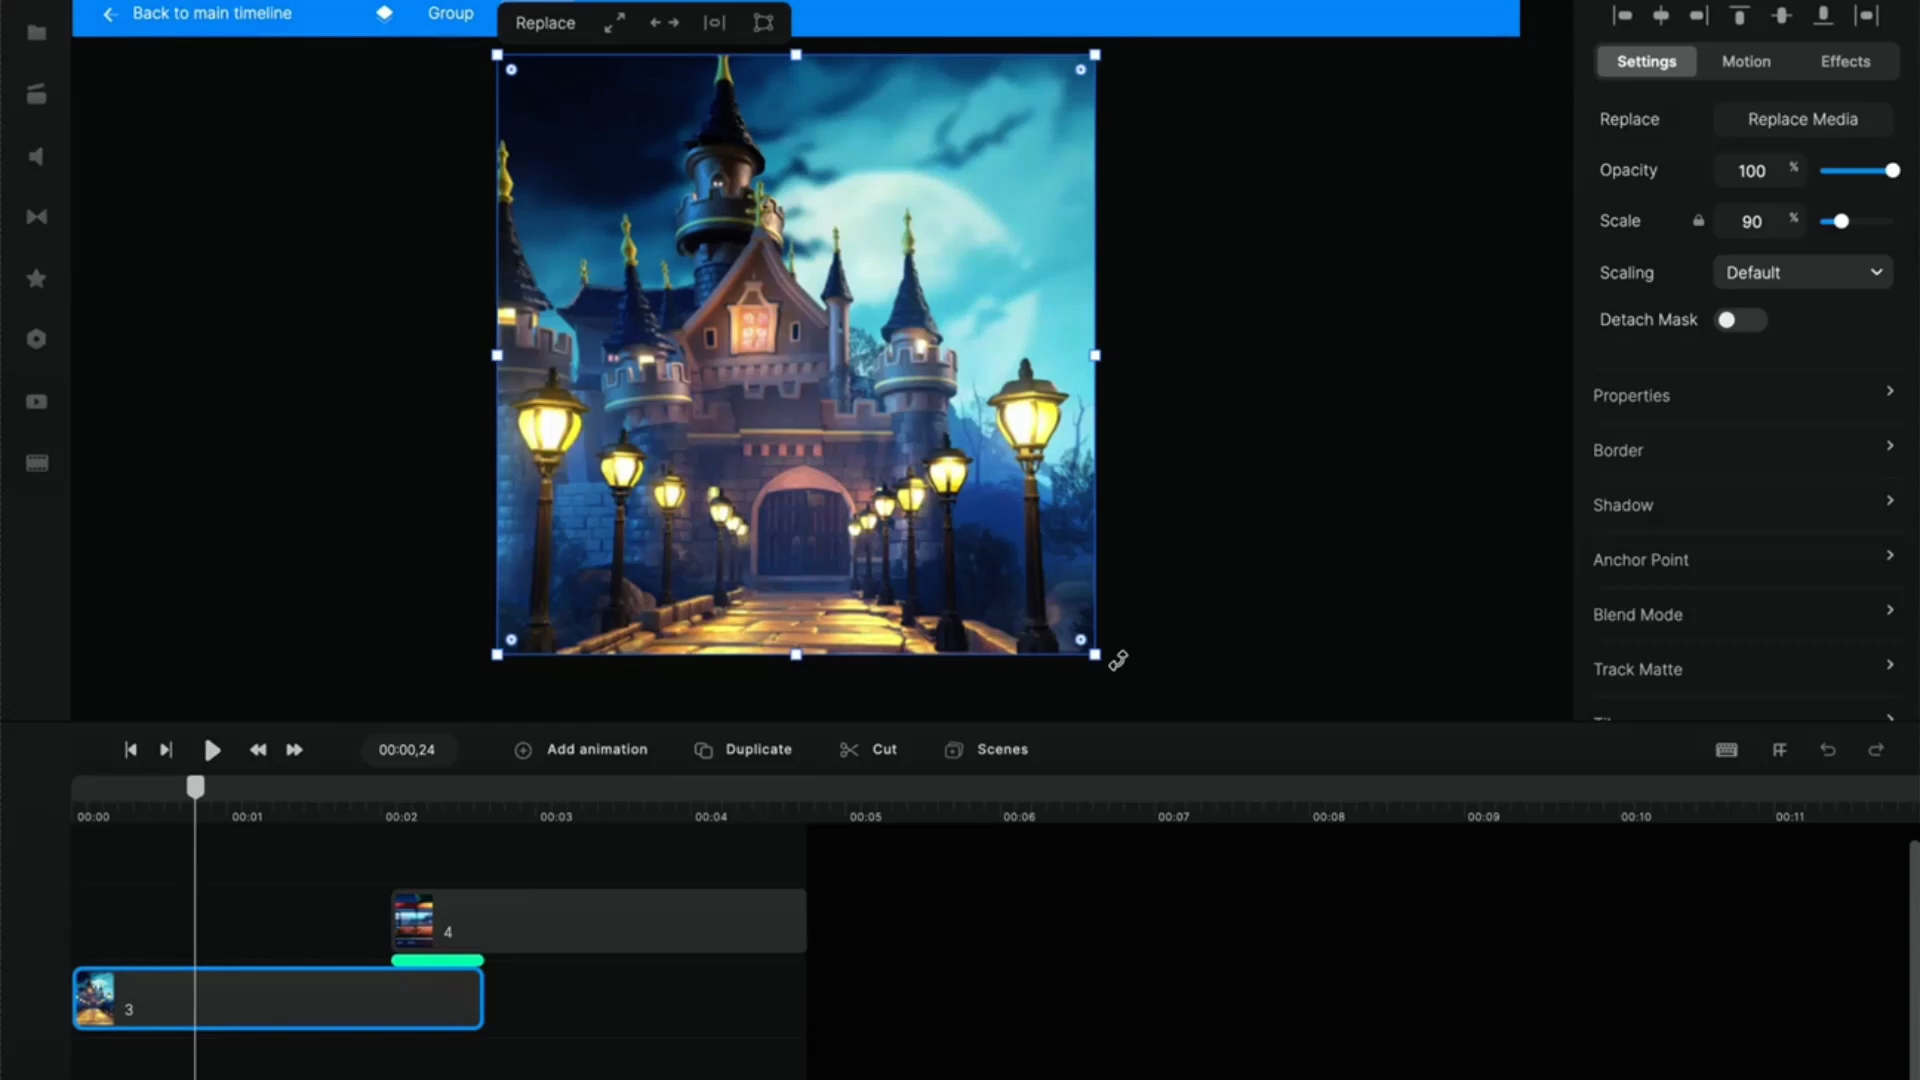 Back to main timeline
Group
Replace
Settings
Motion
Effects
Replace
Replace Media
Opacity
100 %
Scale
90 %
Scaling
Default
Detach Mask
Properties
Border
Shadow
Anchor Point
Blend Mode
Track Matte
00:00,24
Add animation
Duplicate
Cut
Scenes
00:00
00:01
00:02
00:03
00:04
00:05
00:06
00:07
00:08
00:09
00:10
00:11
4
3